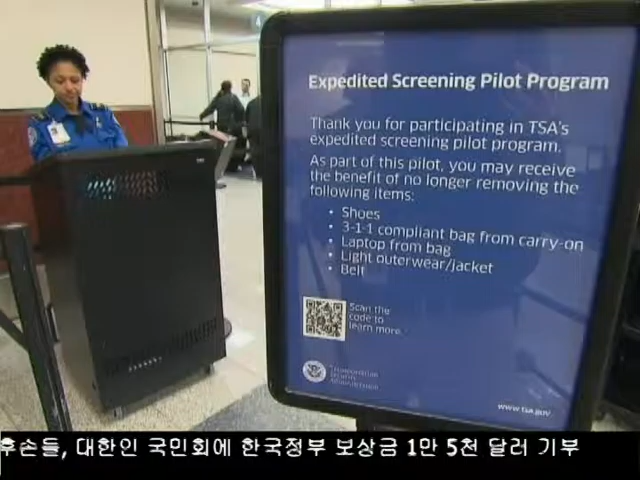 Expedited Screening Pilot Program
Thank you for participating in TSA's
expedited screening pilot program.
As part of this pilot, you may receive
the benefit of no longer removing the
following items:
• Shoes
• 3-1-1 compliant bag from carry-on
• Laptop from bag
• Light outerwear/jacket
• Belt
Scan the
code to
learn more.
Transportation
Security
Administration
www.tsa.gov
후손들, 대한인 국민회에 한국정부 보상금 1만 5천 달러 기부